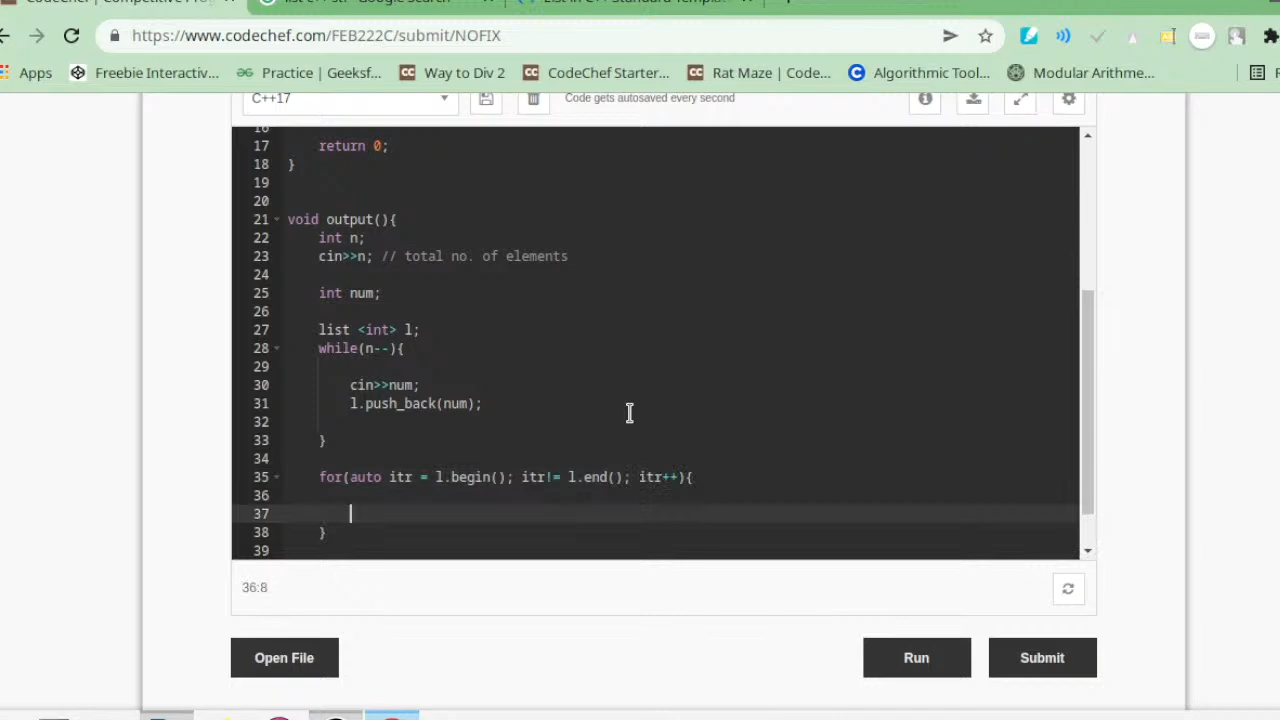 https://www.codechef.com/FEB222C/submit/NOFIX
Apps Freebie Interactiv... Practice | Geeksf... Way to Div 2 CodeChef Starter... Rat Maze | Code... Algorithmic Tool... Modular Arithme...
C++17 Code gets autosaved every second
16
17 return 0;
18 }
19
20
21 void output(){
22 int n;
23 cin>>n; // total no. of elements
24
25 int num;
26
27 list <int> l;
28 while(n--){
29
30 cin>>num;
31 l.push_back(num);
32
33 }
34
35 for(auto itr = l.begin(); itr!= l.end(); itr++){
36
37
38 }
39
36:8
Open File Run Submit